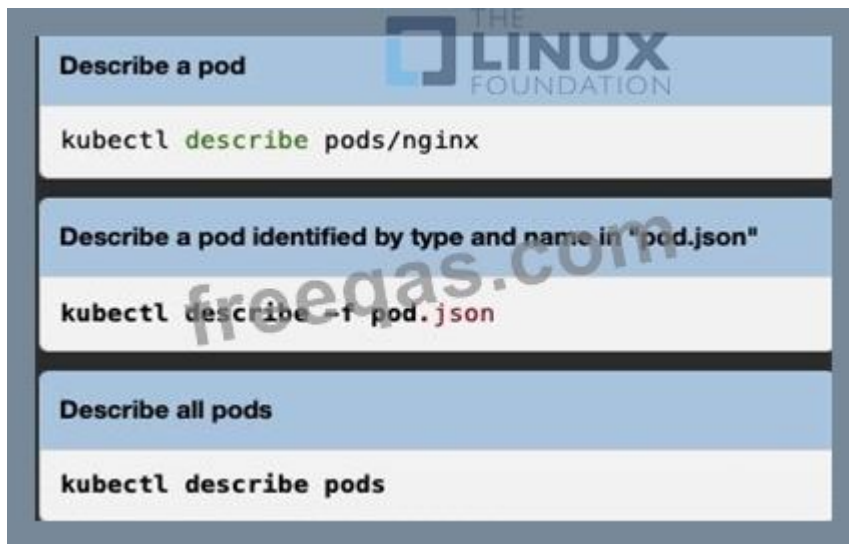 THE
LINUX
FOUNDATION
Describe a pod
kubectl describe pods/nginx
Describe a pod identified by type and name in "pod.json"
freeqas.com
kubectl describe -f pod.json
Describe all pods
kubectl describe pods